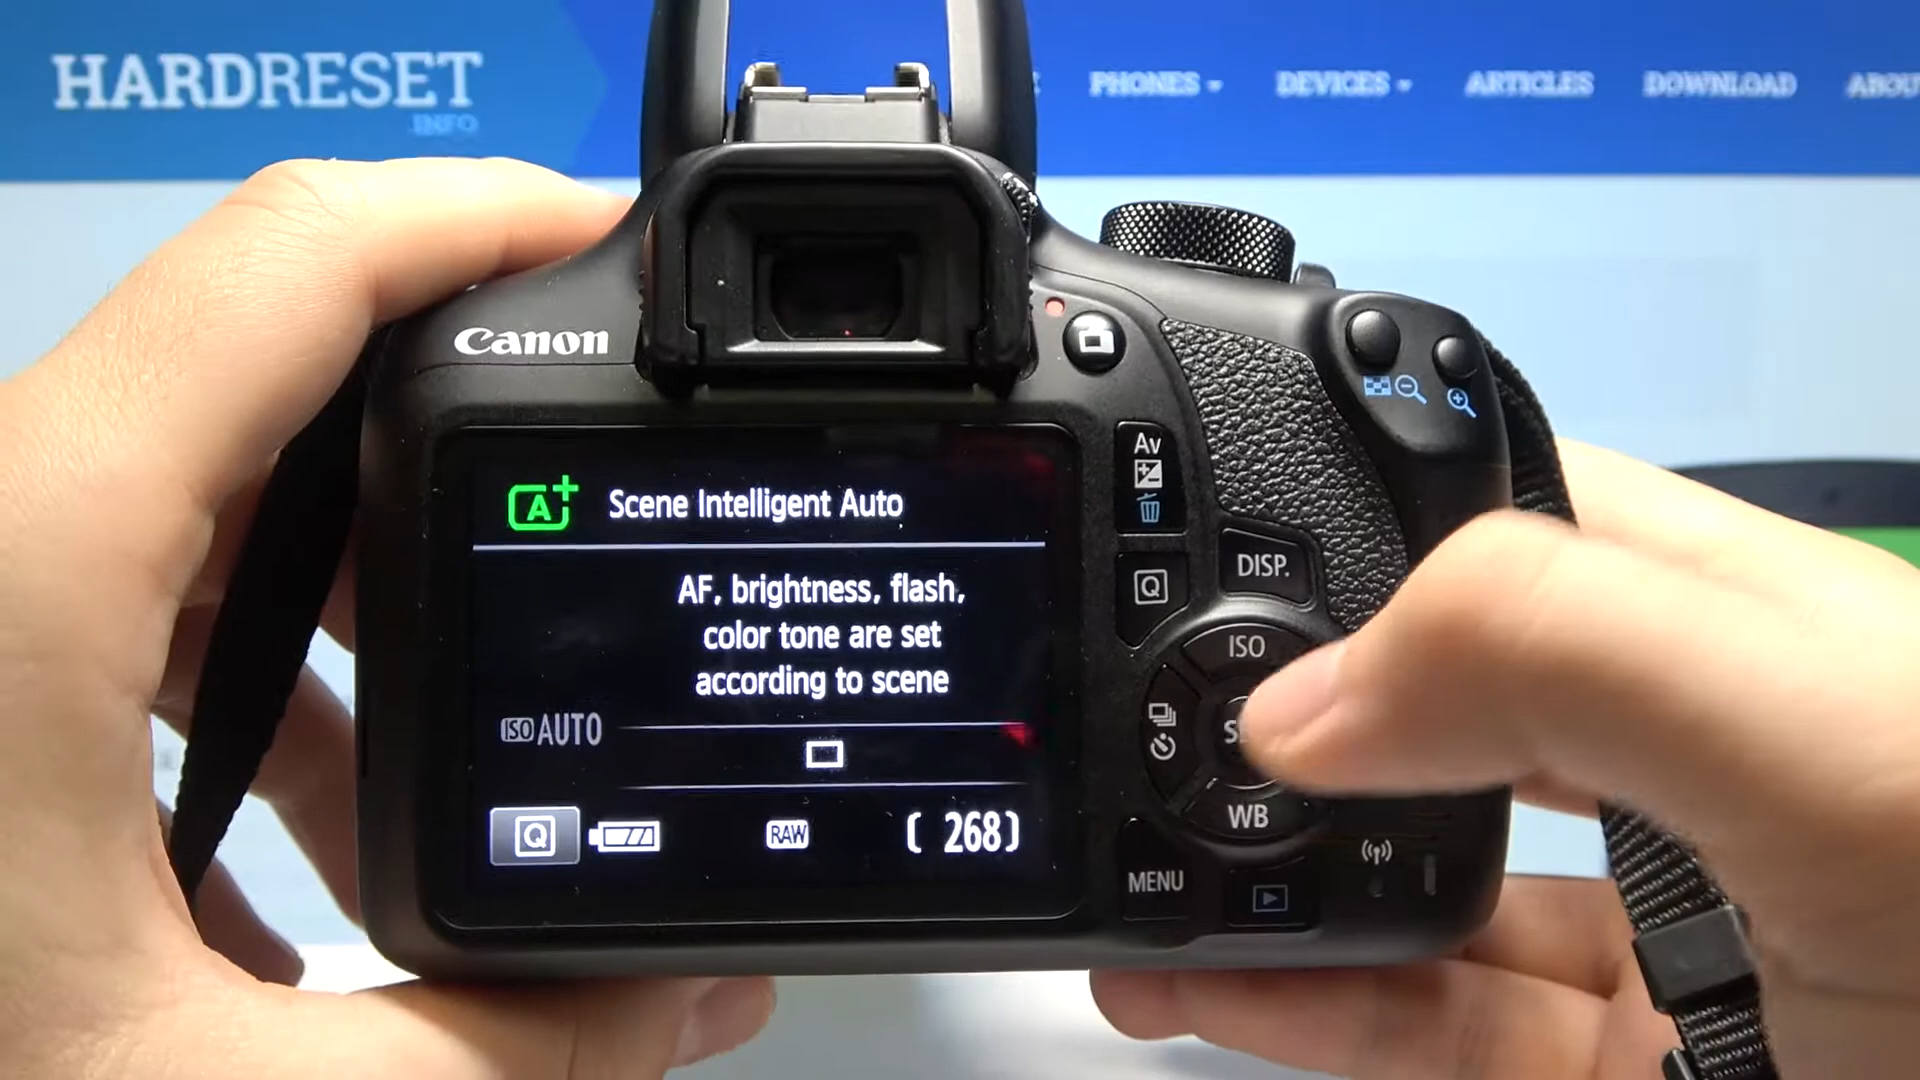 HARDRESET
.INFO
PHONES
DEVICES
ARTICLES
DOWNLOAD
Canon
Av
Q
DISP.
ISO
WB
MENU
A+ Scene Intelligent Auto
AF, brightness, flash,
color tone are set
according to scene
ISO AUTO
Q RAW [ 268]